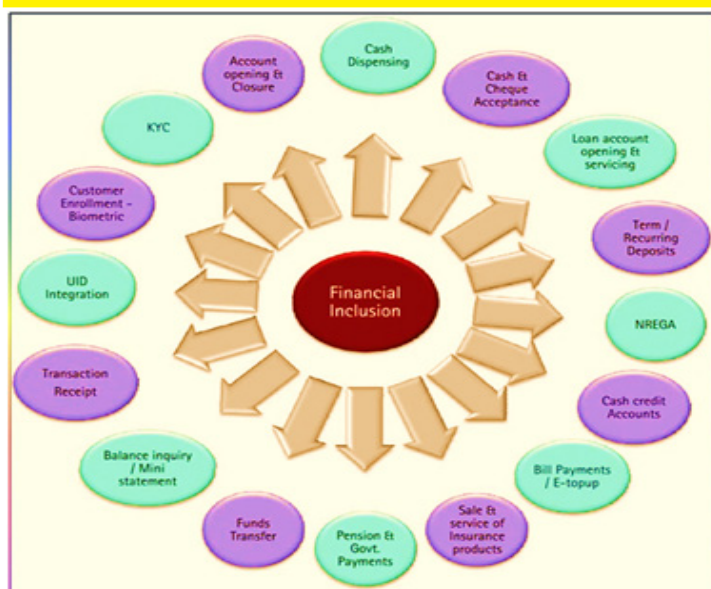 Cash
Dispensing
Cash &
Cheque
Acceptance
Loan account
opening &
servicing
Term /
Recurring
Deposits
NREGA
Cash credit
Accounts
Bill Payments
/ E-topup
Sale &
service of
Insurance
products
Pension &
Govt.
Payments
Funds
Transfer
Balance inquiry
/ Mini
statement
Transaction
Receipt
UID
Integration
Customer
Enrollment -
Biometric
KYC
Account
opening &
Closure
Financial
Inclusion